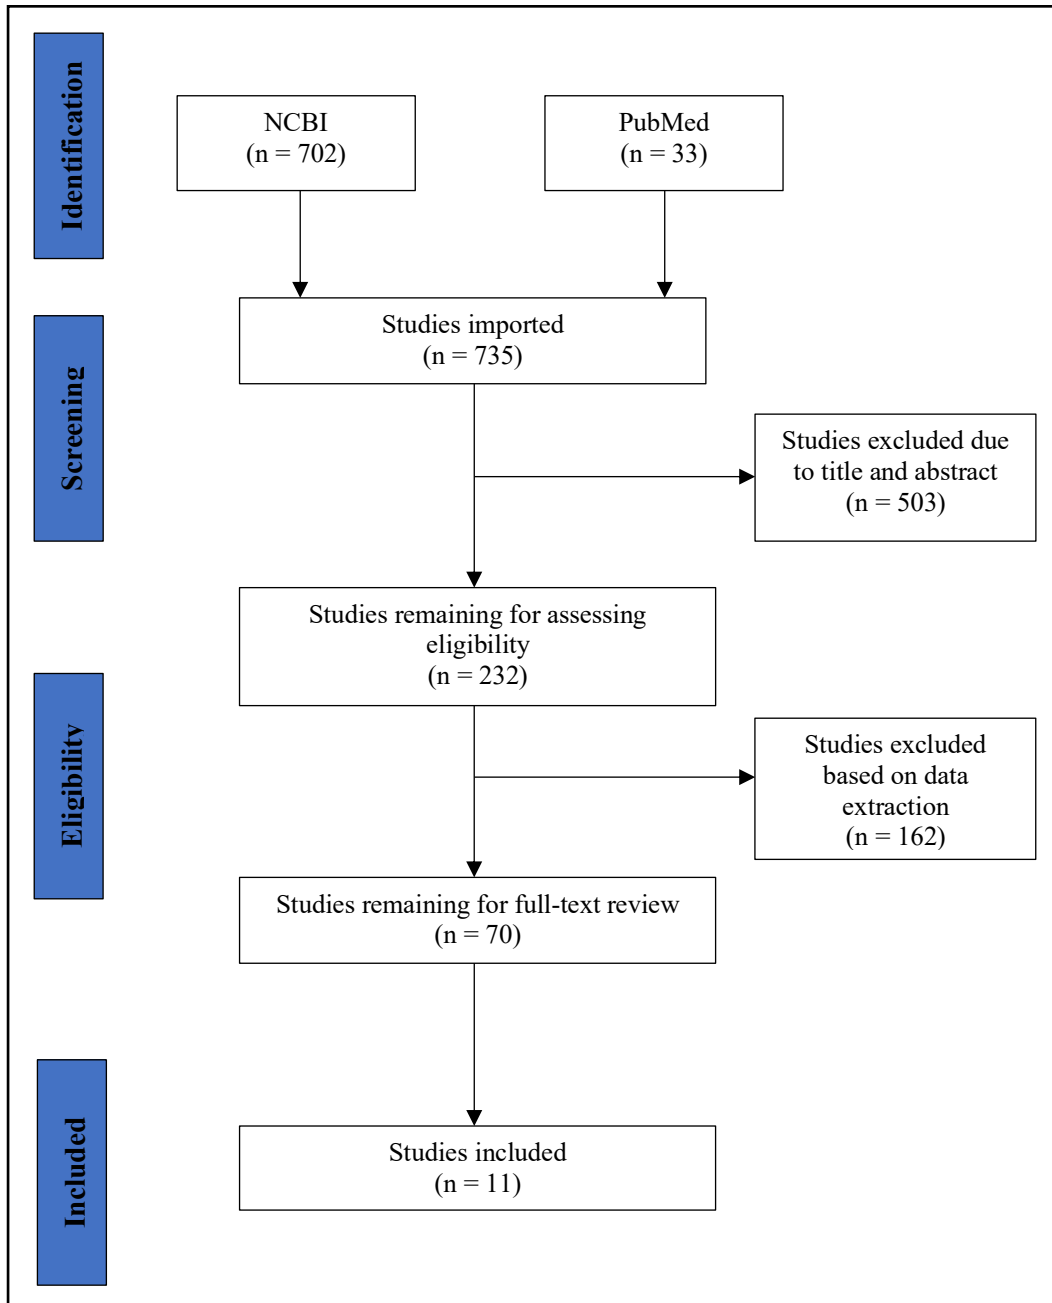 Identification
NCBI
(n = 702)
PubMed
(n = 33)
Screening
Studies imported
(n = 735)
Studies excluded due
to title and abstract
(n = 503)
Studies remaining for assessing
eligibility
(n = 232)
Eligibility
Studies excluded
based on data
extraction
(n = 162)
Studies remaining for full-text review
(n = 70)
Included
Studies included
(n = 11)